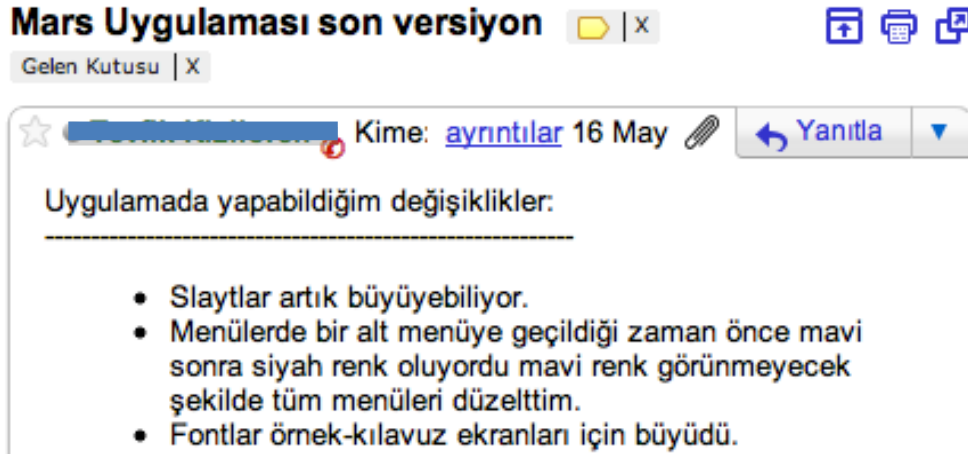 Mars Uygulaması son versiyon | X
Gelen Kutusu | X
Kime: ayrıntılar 16 May Yanıtla
Uygulamada yapabildiğim değişiklikler:
----------------------------------------------------------
• Slaytlar artık büyüyebiliyor.
• Menülerde bir alt menüye geçildiği zaman önce mavi
sonra siyah renk oluyordu mavi renk görünmeyecek
şekilde tüm menüleri düzelttim.
• Fontlar örnek-kılavuz ekranları için büyüdü.